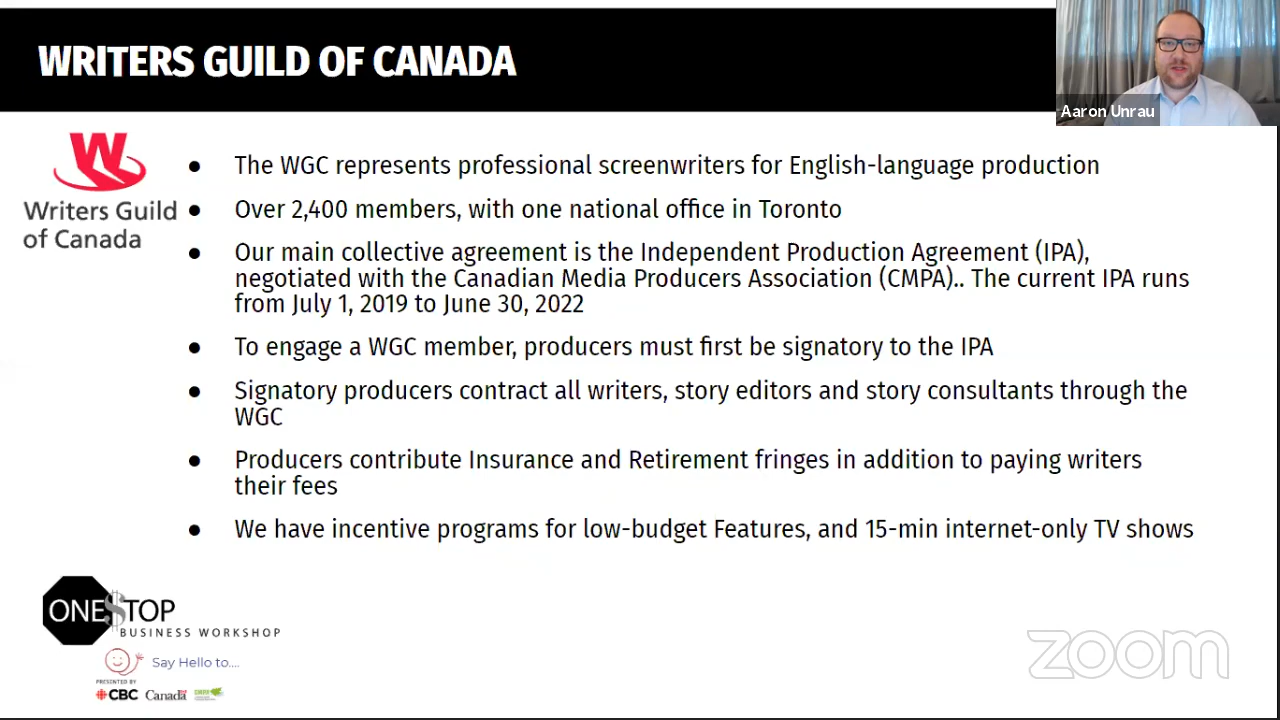 WRITERS GUILD OF CANADA
Aaron Unrau
W
Writers Guild
of Canada
● The WGC represents professional screenwriters for English-language production
● Over 2,400 members, with one national office in Toronto
● Our main collective agreement is the Independent Production Agreement (IPA),
negotiated with the Canadian Media Producers Association (CMPA).. The current IPA runs
from July 1, 2019 to June 30, 2022
● To engage a WGC member, producers must first be signatory to the IPA
● Signatory producers contract all writers, story editors and story consultants through the
WGC
● Producers contribute Insurance and Retirement fringes in addition to paying writers
their fees
● We have incentive programs for low-budget Features, and 15-min internet-only TV shows
ONE$TOP
BUSINESS WORKSHOP
Say Hello to....
PRESENTED BY
CBC Canada
zoom